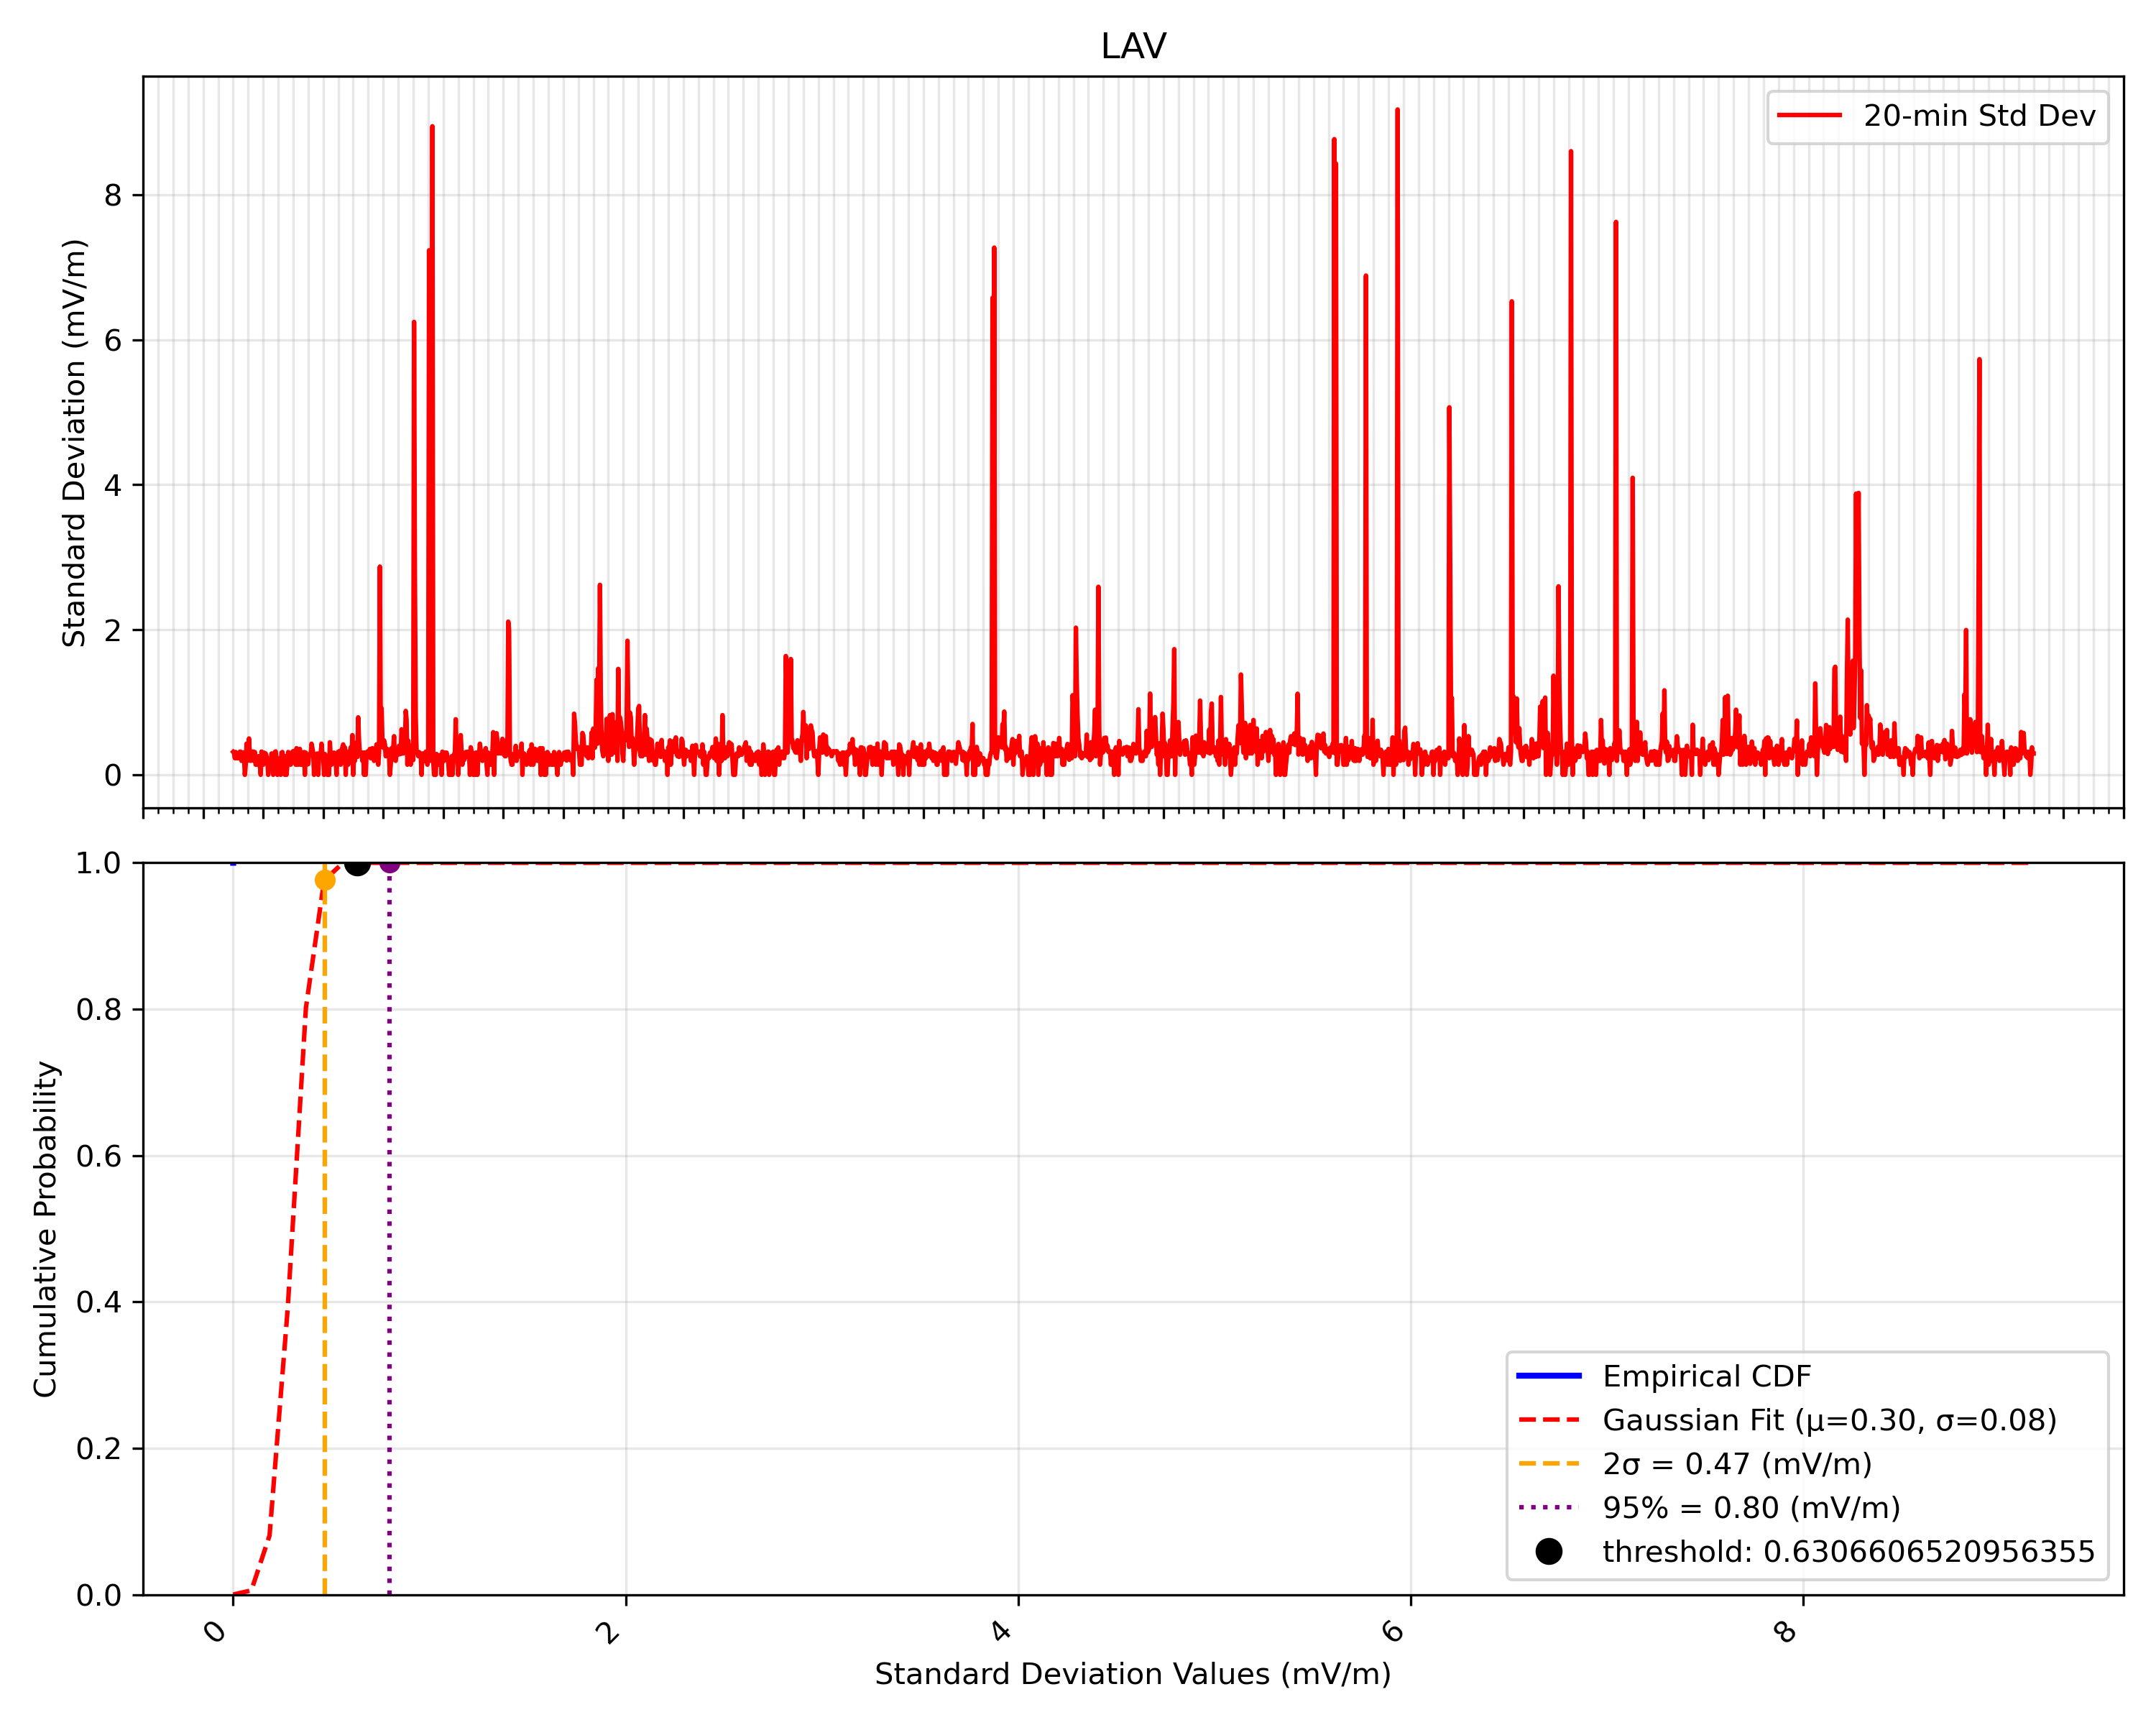 LAV
20-min Std Dev
Standard Deviation (mV/m)
8
6
4
2
0
1.0
0.8
0.6
0.4
0.2
0.0
Cumulative Probability
Empirical CDF
Gaussian Fit (μ=0.30, σ=0.08)
2σ = 0.47 (mV/m)
95% = 0.80 (mV/m)
threshold: 0.6306606520956355
0 2 4 6 8
Standard Deviation Values (mV/m)